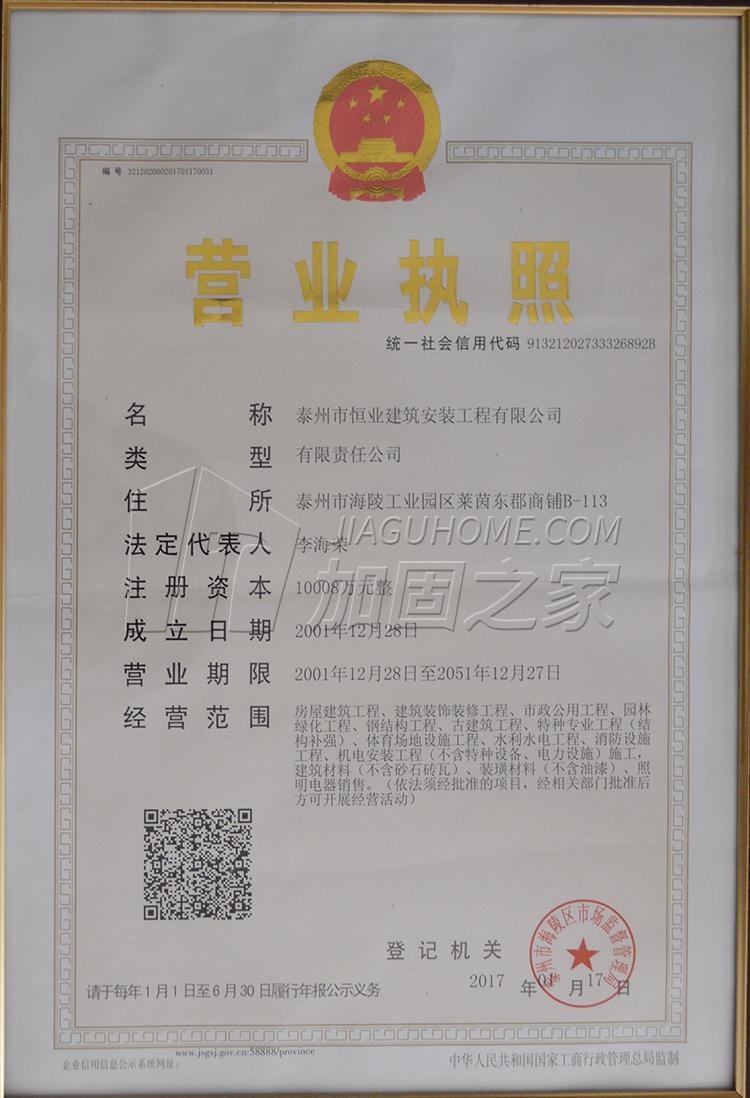 编 号 321202000201701170031
营业执照
统一社会信用代码 91321202733326892B
名称 泰州市恒业建筑安装工程有限公司
类型 有限责任公司
住所 泰州市海陵工业园区莱茵东郡商铺B-113
法定代表人 李海荣
注册资本 10008万元整
成立日期 2001年12月28日
营业期限 2001年12月28日至2051年12月27日
经营范围 房屋建筑工程、建筑装饰装修工程、市政公用工程、园林
绿化工程、钢结构工程、古建筑工程、特种专业工程（结
构补强）、体育场地设施工程、水利水电工程、消防设施
工程、机电安装工程（不含特种设备、电力设施）施工，
建筑材料（不含砂石砖瓦）、装璜材料（不含油漆）、照
明电器销售。（依法须经批准的项目，经相关部门批准后
方可开展经营活动）
JIAGUHOME.COM
加固之家
登记机关
泰州市海陵区市场监督管理局
2017 年 01 月 17 日
请于每年1月1日至6月30日履行年报公示义务
www.jsgsj.gov.cn:58888/province
企业信用信息公示系统网址：
中华人民共和国国家工商行政管理总局监制